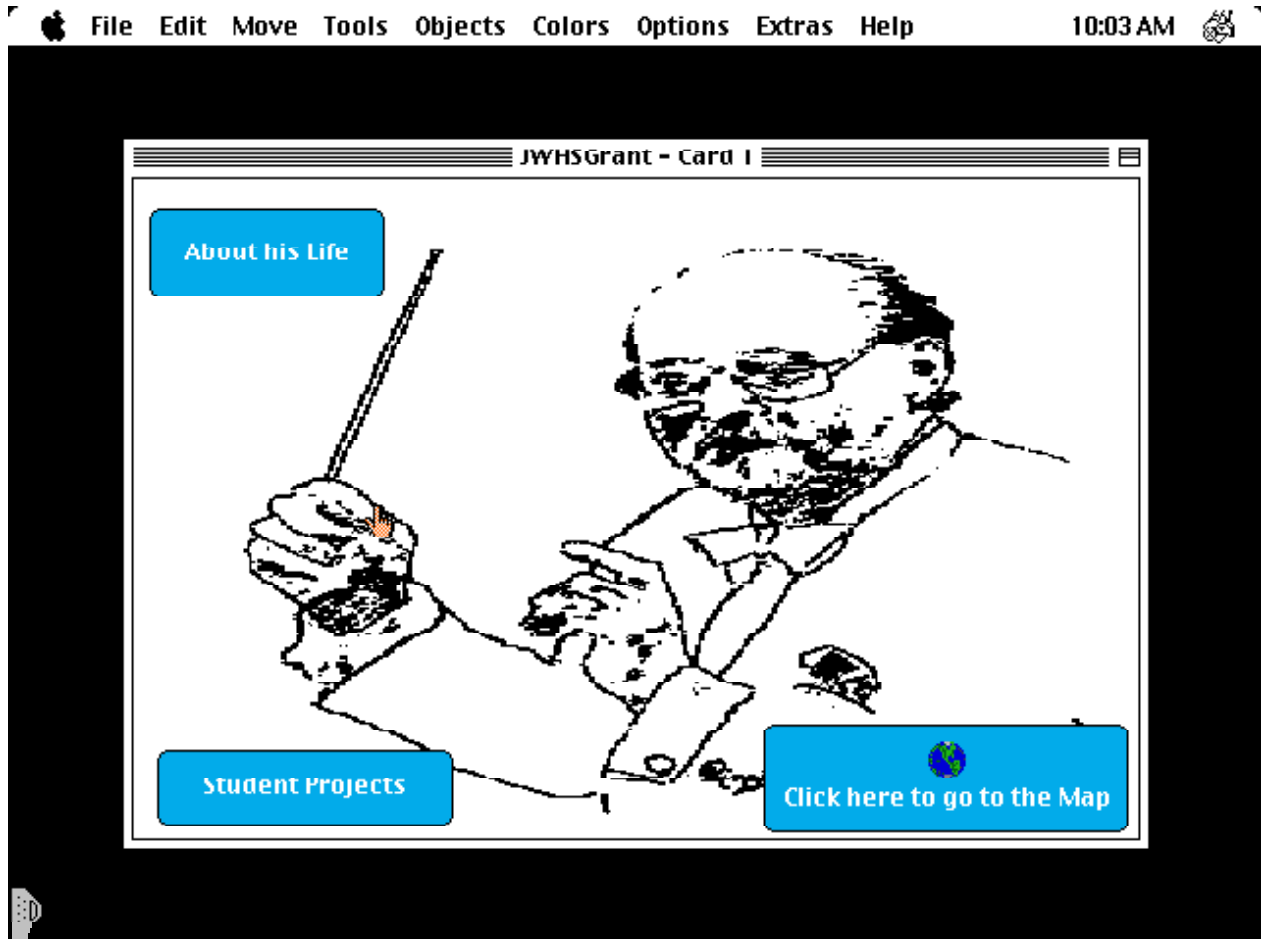 File Edit Move Tools Objects Colors Options Extras Help 10:03 AM
JWHSGrant - Card 1
About his Life
Student Projects
Click here to go to the Map